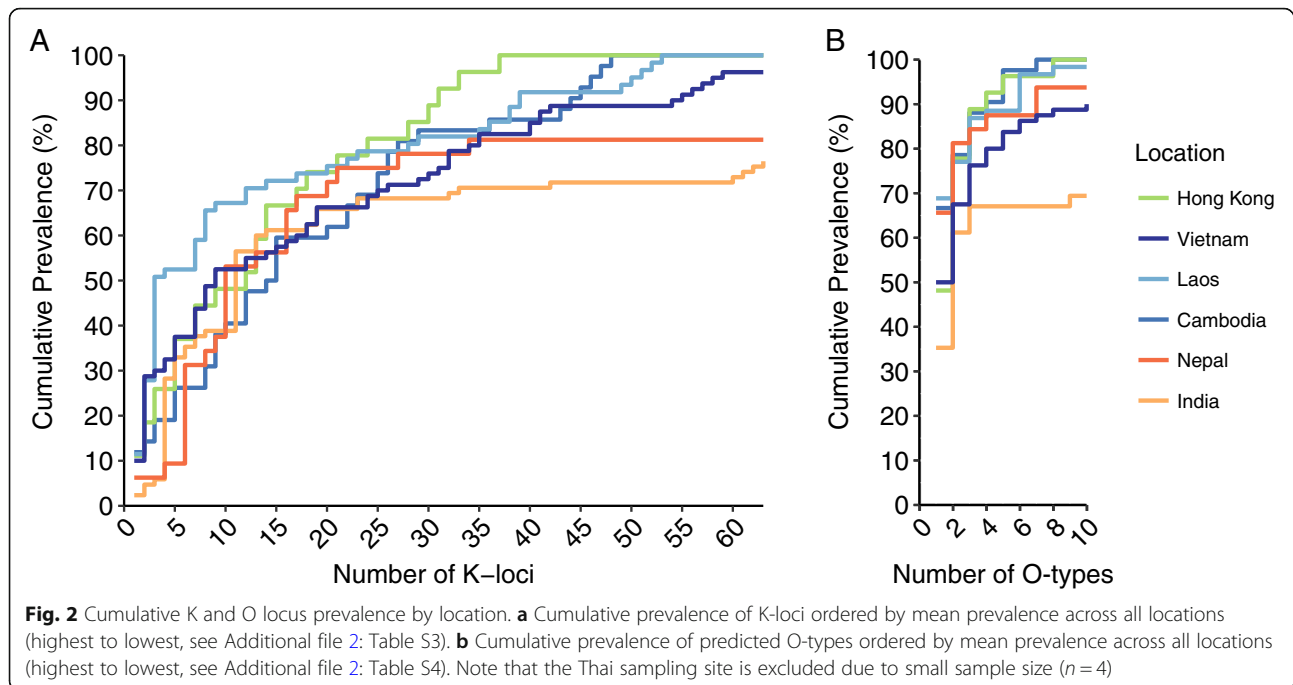 A
Cumulative Prevalence (%)
100
90
80
70
60
50
40
30
20
10
0
0 5 10 15 20 25 30 35 40 45 50 55 60
Number of K−loci
B
Cumulative Prevalence (%)
100
90
80
70
60
50
40
30
20
10
0
0 2 4 6 8 10
Number of O-types
Location
Hong Kong
Vietnam
Laos
Cambodia
Nepal
India
Fig. 2 Cumulative K and O locus prevalence by location. a Cumulative prevalence of K-loci ordered by mean prevalence across all locations
(highest to lowest, see Additional file 2: Table S3). b Cumulative prevalence of predicted O-types ordered by mean prevalence across all locations
(highest to lowest, see Additional file 2: Table S4). Note that the Thai sampling site is excluded due to small sample size (n = 4)